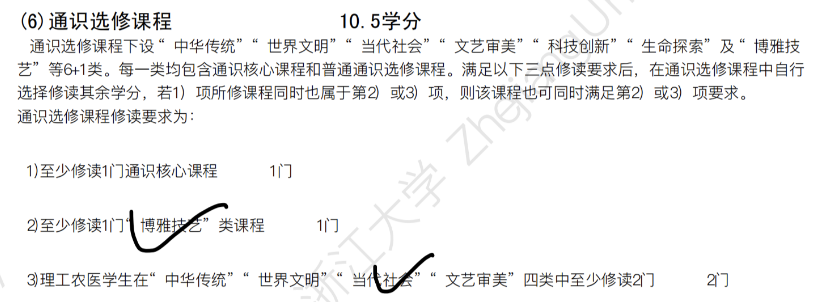 (6)通识选修课程 10.5学分
通识选修课程下设“ 中华传统”“ 世界文明”“ 当代社会”“ 文艺审美”“ 科技创新”“ 生命探索”及“ 博雅技
艺”等6+1类。每一类均包含通识核心课程和普通通识选修课程。满足以下三点修读要求后，在通识选修课程中自行
选择修读其余学分，若1）项所修课程同时也属于第2）或3）项，则该课程也可同时满足第2）或3）项要求。
通识选修课程修读要求为：
1)至少修读1门通识核心课程 1门
2)至少修读1门“ 博雅技艺”类课程 1门
3)理工农医学生在“ 中华传统”“ 世界文明”“ 当代社会”“ 文艺审美”四类中至少修读2门 2门
浙江大学 Zhejiang Un